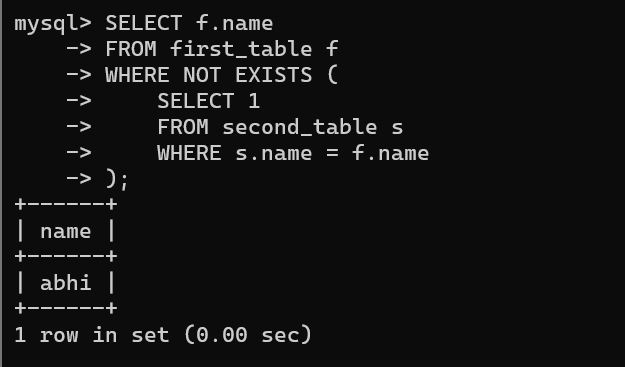 mysql> SELECT f.name
    -> FROM first_table f
    -> WHERE NOT EXISTS (
    ->     SELECT 1
    ->     FROM second_table s
    ->     WHERE s.name = f.name
    -> );
+------+
| name |
+------+
| abhi |
+------+
1 row in set (0.00 sec)